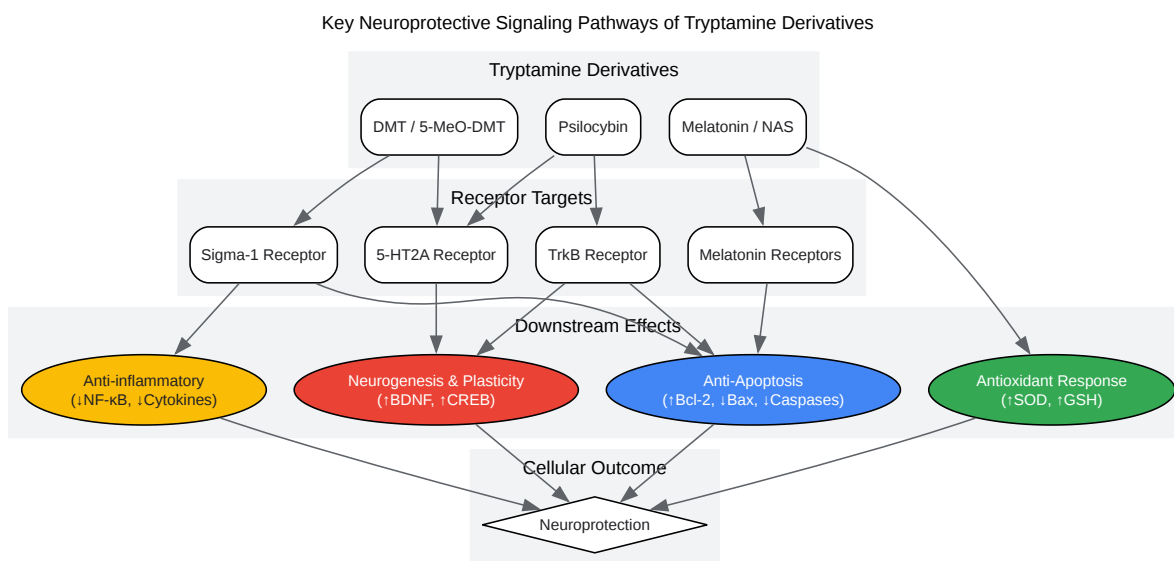 Key Neuroprotective Signaling Pathways of Tryptamine Derivatives
Tryptamine Derivatives
DMT / 5-MeO-DMT
Psilocybin
Melatonin / NAS
Receptor Targets
Sigma-1 Receptor
5-HT2A Receptor
TrkB Receptor
Melatonin Receptors
Downstream Effects
Anti-inflammatory
(↓NF-κB, ↓Cytokines)
Neurogenesis & Plasticity
(↑BDNF, ↑CREB)
Anti-Apoptosis
(↑Bcl-2, ↓Bax, ↓Caspases)
Antioxidant Response
(↑SOD, ↑GSH)
Cellular Outcome
Neuroprotection